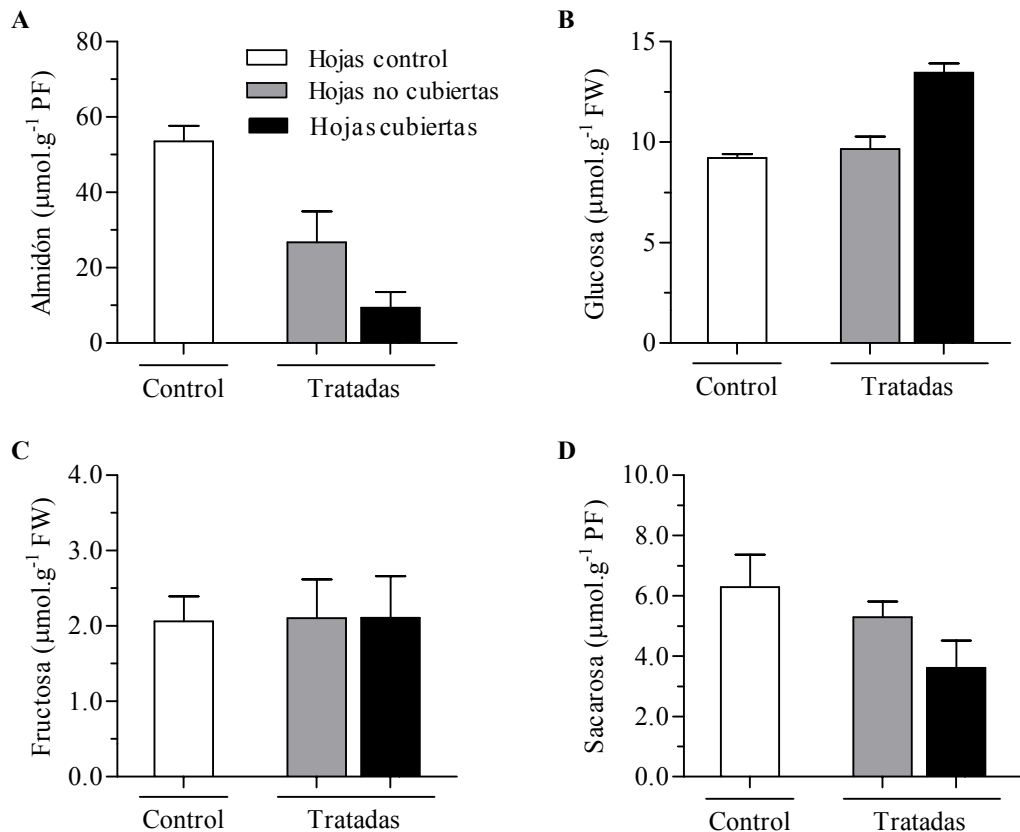 A
Almidón (µmol.g-1 PF)
80
60
40
20
0
Hojas control
Hojas no cubiertas
Hojas cubiertas
Control
Tratadas
B
Glucosa (µmol.g-1 FW)
15
10
5
0
Control
Tratadas
C
Fructosa (µmol.g-1 FW)
4.0
3.0
2.0
1.0
0.0
Control
Tratadas
D
Sacarosa (µmol.g-1 PF)
10.0
8.0
6.0
4.0
2.0
0.0
Control
Tratadas